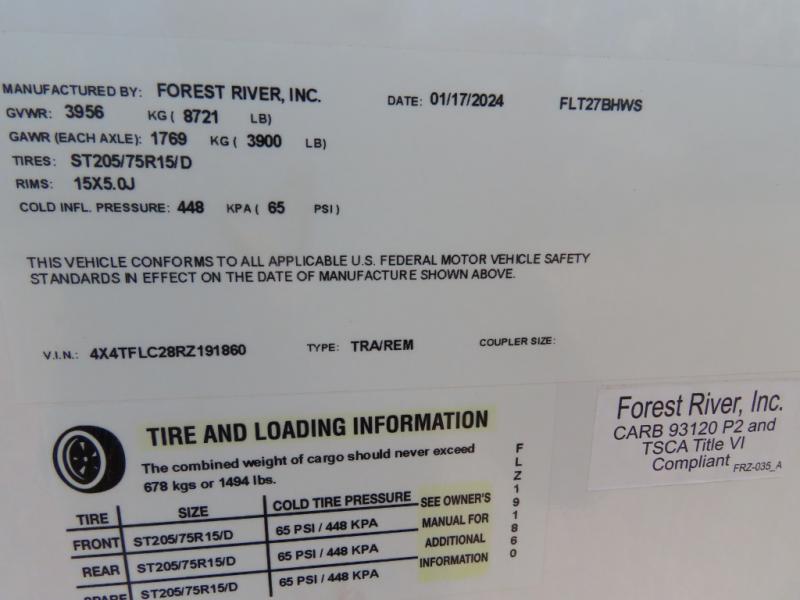 MANUFACTURED BY: FOREST RIVER, INC. DATE: 01/17/2024 FLT27BHWS
GVWR: 3956 KG ( 8721 LB)
GAWR (EACH AXLE): 1769 KG ( 3900 LB)
TIRES: ST205/75R15/D
RIMS: 15X5.0J
COLD INFL. PRESSURE: 448 KPA ( 65 PSI )
THIS VEHICLE CONFORMS TO ALL APPLICABLE U.S. FEDERAL MOTOR VEHICLE SAFETY
STANDARDS IN EFFECT ON THE DATE OF MANUFACTURE SHOWN ABOVE.
V.I.N.: 4X4TFLC28RZ191860 TYPE: TRA/REM COUPLER SIZE:
TIRE AND LOADING INFORMATION
The combined weight of cargo should never exceed
678 kgs or 1494 lbs.
TIRE SIZE COLD TIRE PRESSURE
FRONT ST205/75R15/D 65 PSI / 448 KPA
REAR ST205/75R15/D 65 PSI / 448 KPA
SPARE ST205/75R15/D 65 PSI / 448 KPA
SEE OWNER'S
MANUAL FOR
ADDITIONAL
INFORMATION
FLZ191860
Forest River, Inc.
CARB 93120 P2 and
TSCA Title VI
Compliant FRZ-035_A